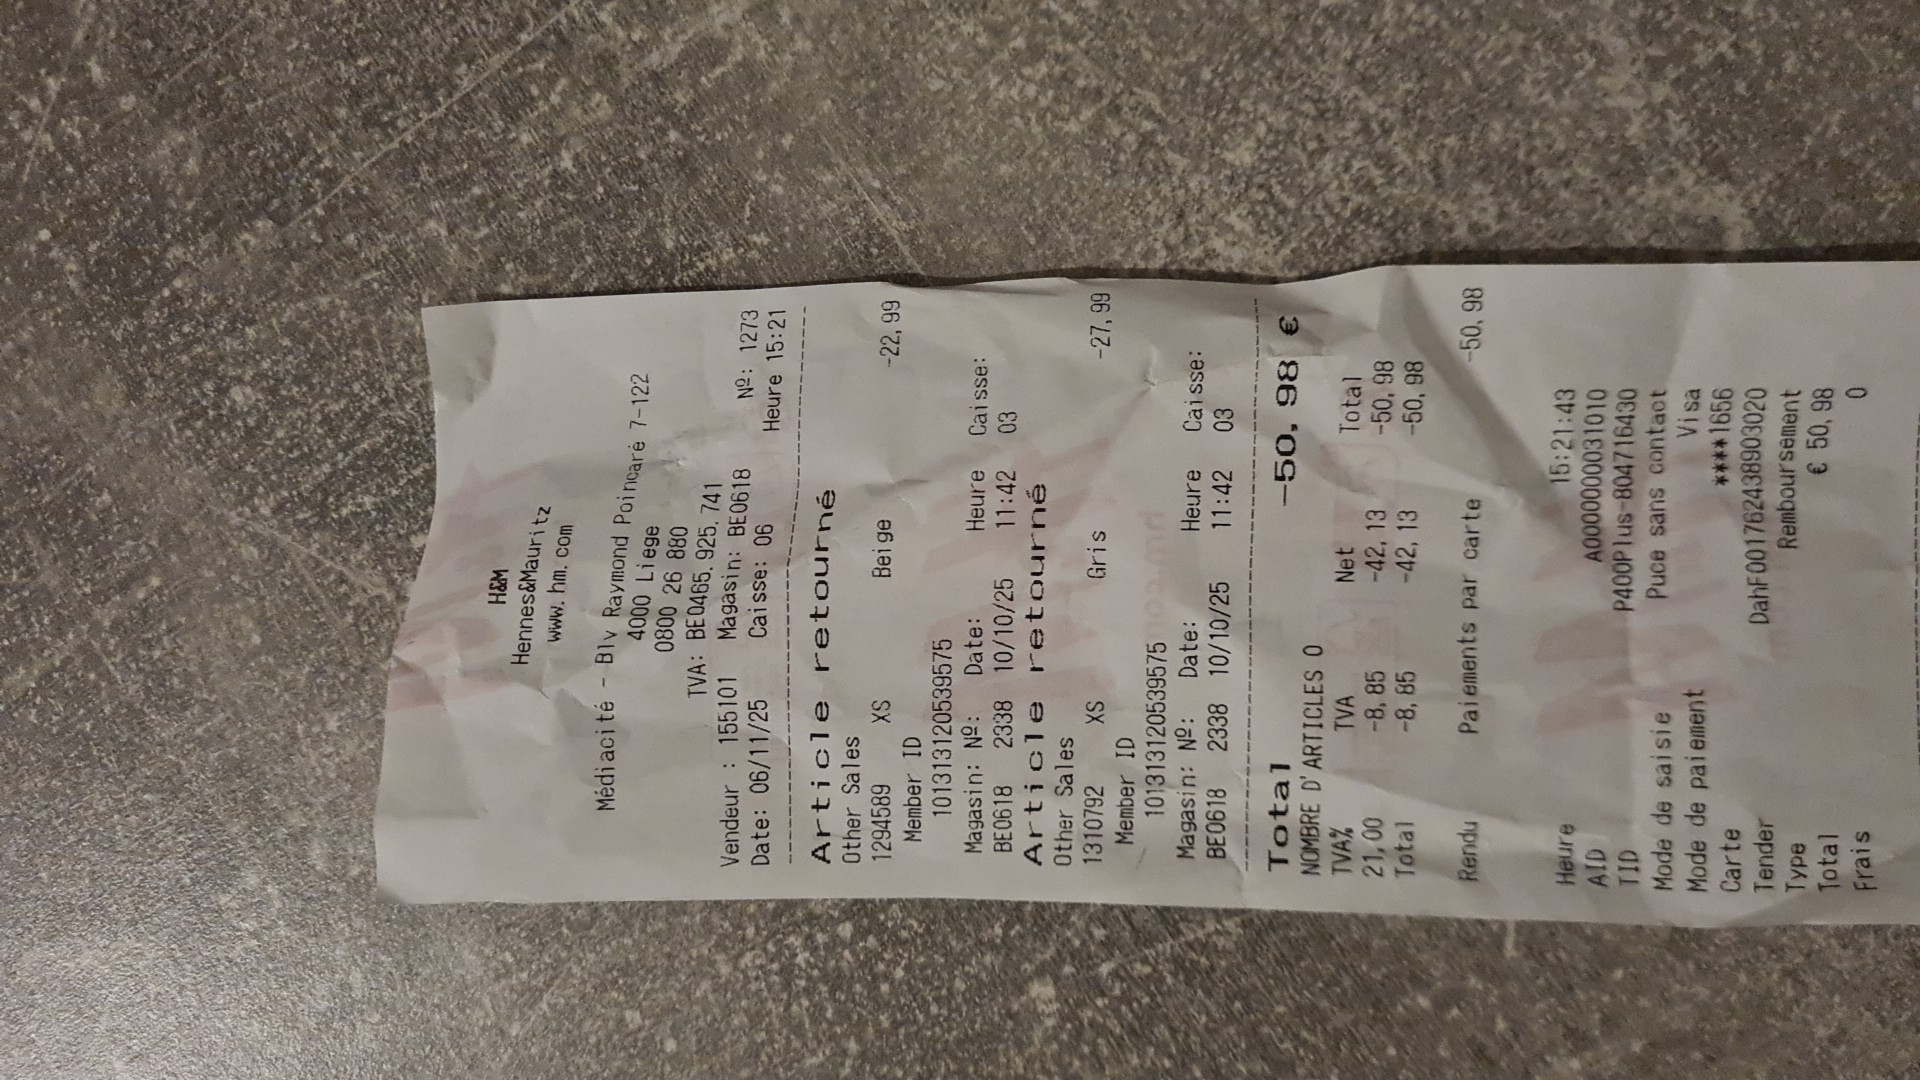 H&M
Hennes&Mauritz
www.hm.com
Médiacité - Blv Raymond Poincaré 7-122
4000 Liege
0800 26 880
TVA: BE0465.925.741
Vendeur : 155101 Magasin: BE0618 Nº: 1273
Date: 06/11/25 Caisse: 06 Heure 15:21
Article retourné
Other Sales
1294589 XS Beige -22,99
Member ID
1013131205395​75
Magasin: Nº: Date: Heure Caisse:
BE0618 2338 10/10/25 11:42 03
Article retourné
Other Sales
1310792 XS Gris -27,99
Member ID
101313120539575
Magasin: Nº: Date: Heure Caisse:
BE0618 2338 10/10/25 11:42 03
Total -50,98 €
NOMBRE D'ARTICLES 0
TVA% TVA Net Total
21,00 -8,85 -42,13 -50,98
Total -8,85 -42,13 -50,98
Rendu Paiements par carte -50,98
Heure 15:21:43
AID A0000000031010
TID P400Plus-804716430
Mode de saisie Puce sans contact
Mode de paiement Visa
Carte ****1656
Tender DahF001762438903020
Type Remboursement
Total € 50,98
Frais 0